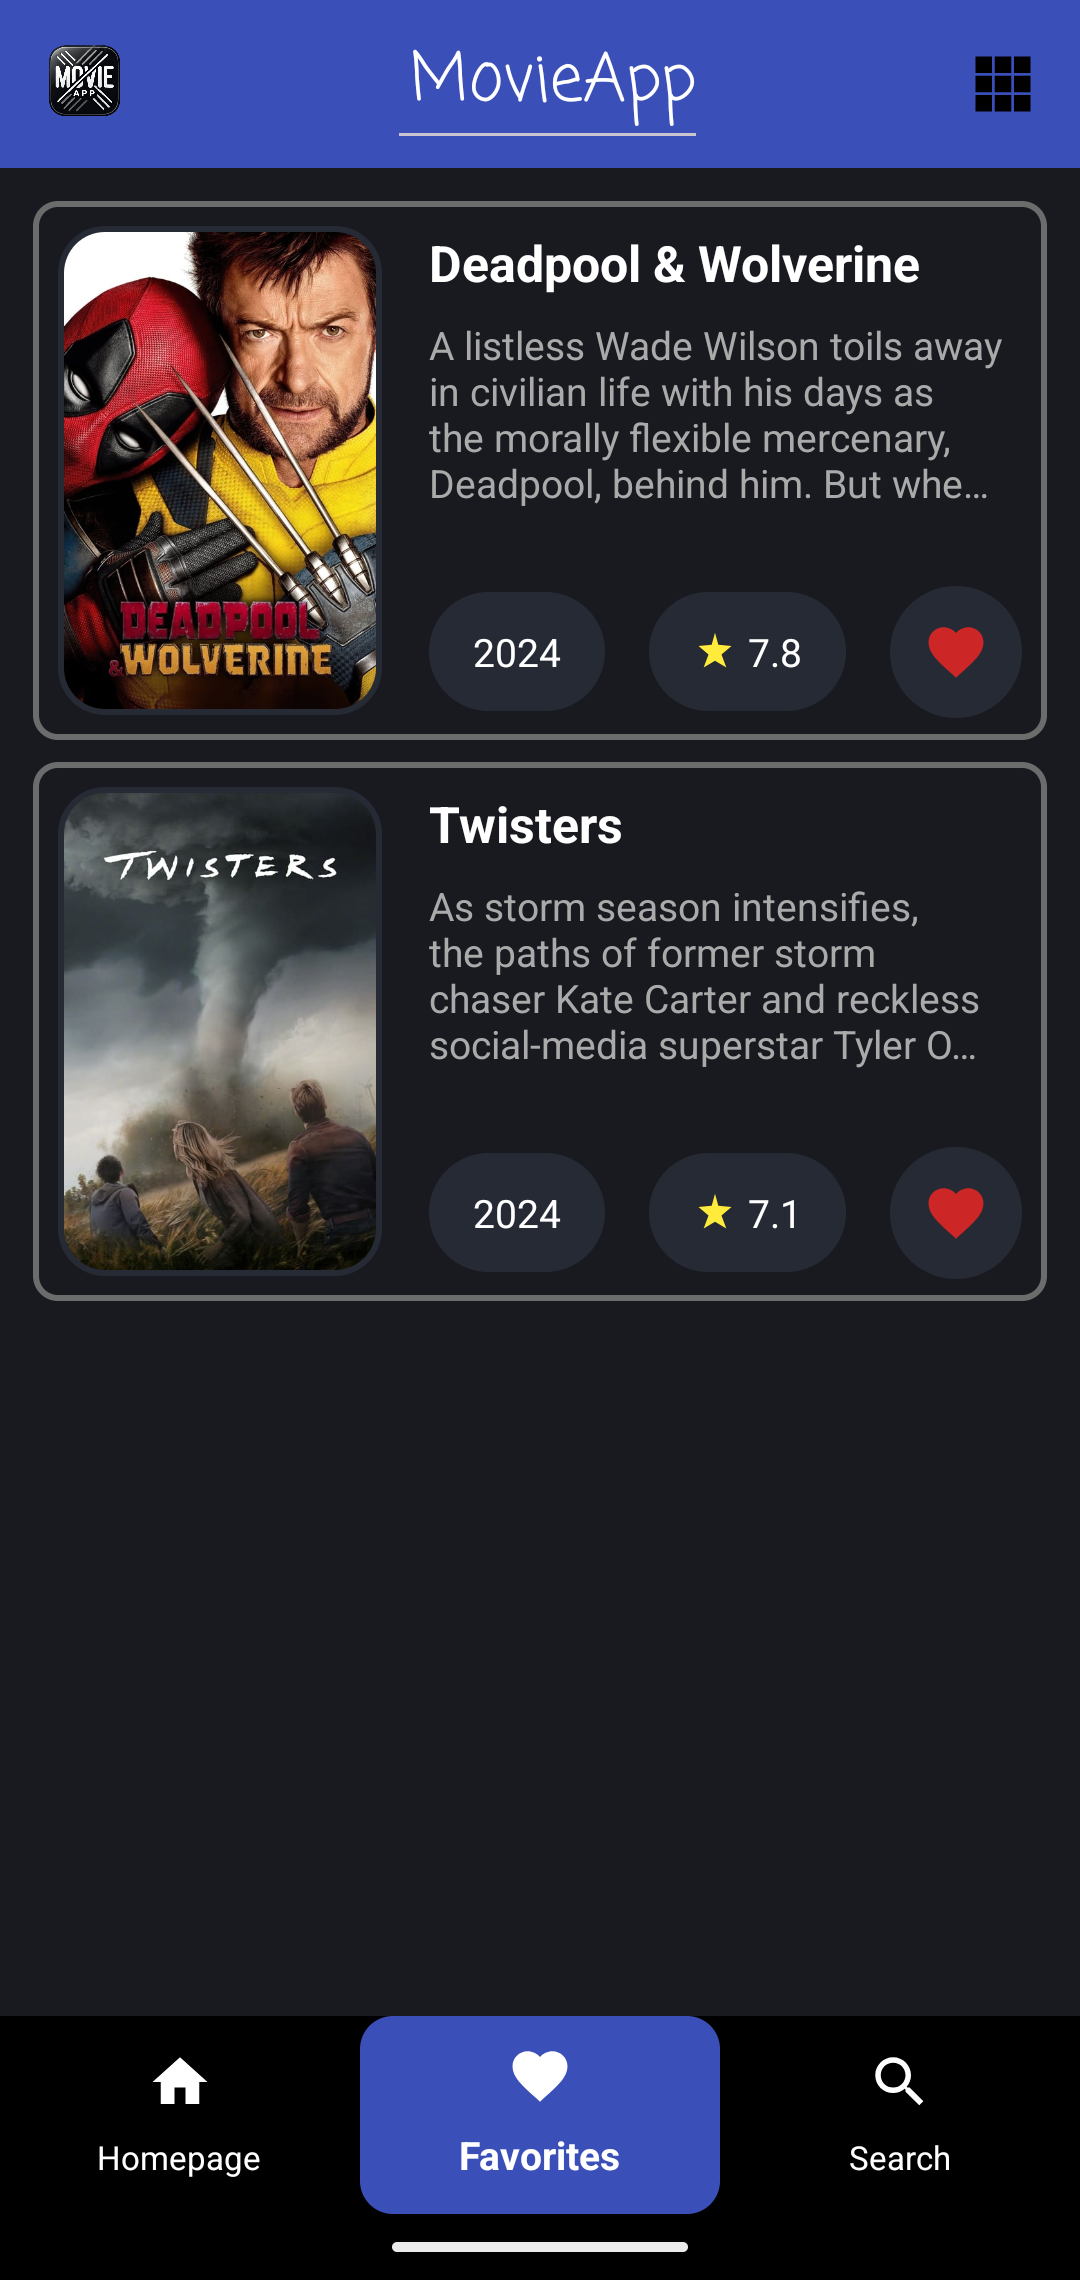 MOVIE
APP
MovieApp
Deadpool & Wolverine
A listless Wade Wilson toils away
in civilian life with his days as
the morally flexible mercenary,
Deadpool, behind him. But whe...
DEADPOOL
& WOLVERINE
2024
7.8
Twisters
TWISTERS
As storm season intensifies,
the paths of former storm
chaser Kate Carter and reckless
social-media superstar Tyler O...
2024
7.1
Homepage
Favorites
Search